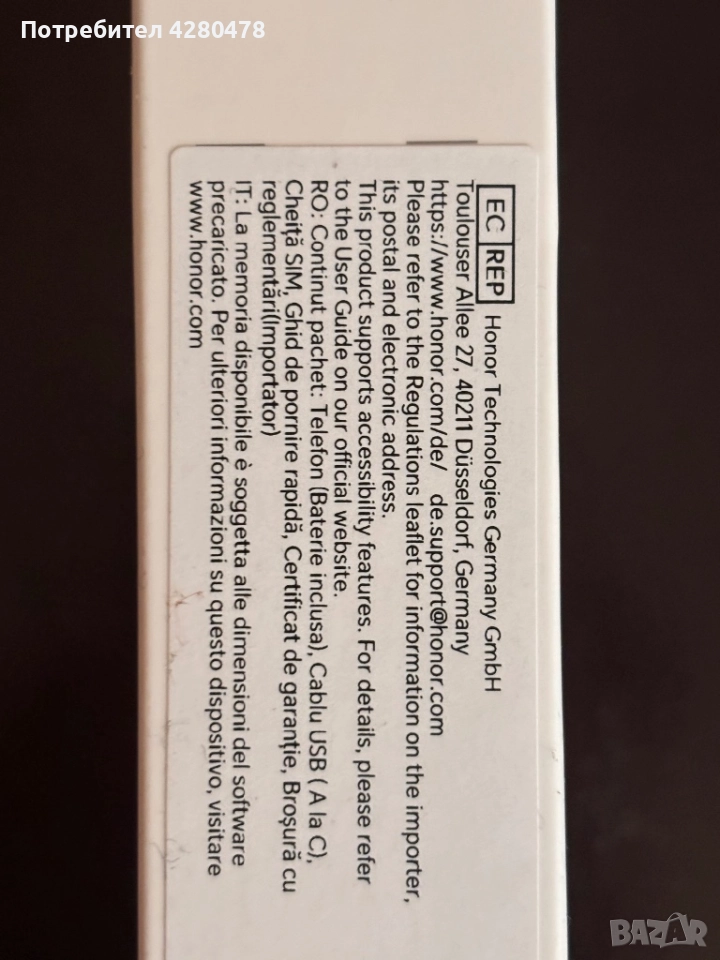 Потребител 4280478
EC REP Honor Technologies Germany GmbH
Toulouser Allee 27, 40211 Düsseldorf, Germany
https://www.honor.com/de/ de.support@honor.com
Please refer to the Regulations leaflet for information on the importer,
its postal and electronic address.
This product supports accessibility features. For details, please refer
to the User Guide on our official website.
RO: Continut pachet: Telefon (Baterie inclusa), Cablu USB ( A la C),
Cheiță SIM, Ghid de pornire rapidă, Certificat de garanție, Broșură cu
reglementări(Importator)
IT: La memoria disponibile è soggetta alle dimensioni del software
precaricato. Per ulteriori informazioni su questo dispositivo, visitare
www.honor.com
BAZAR